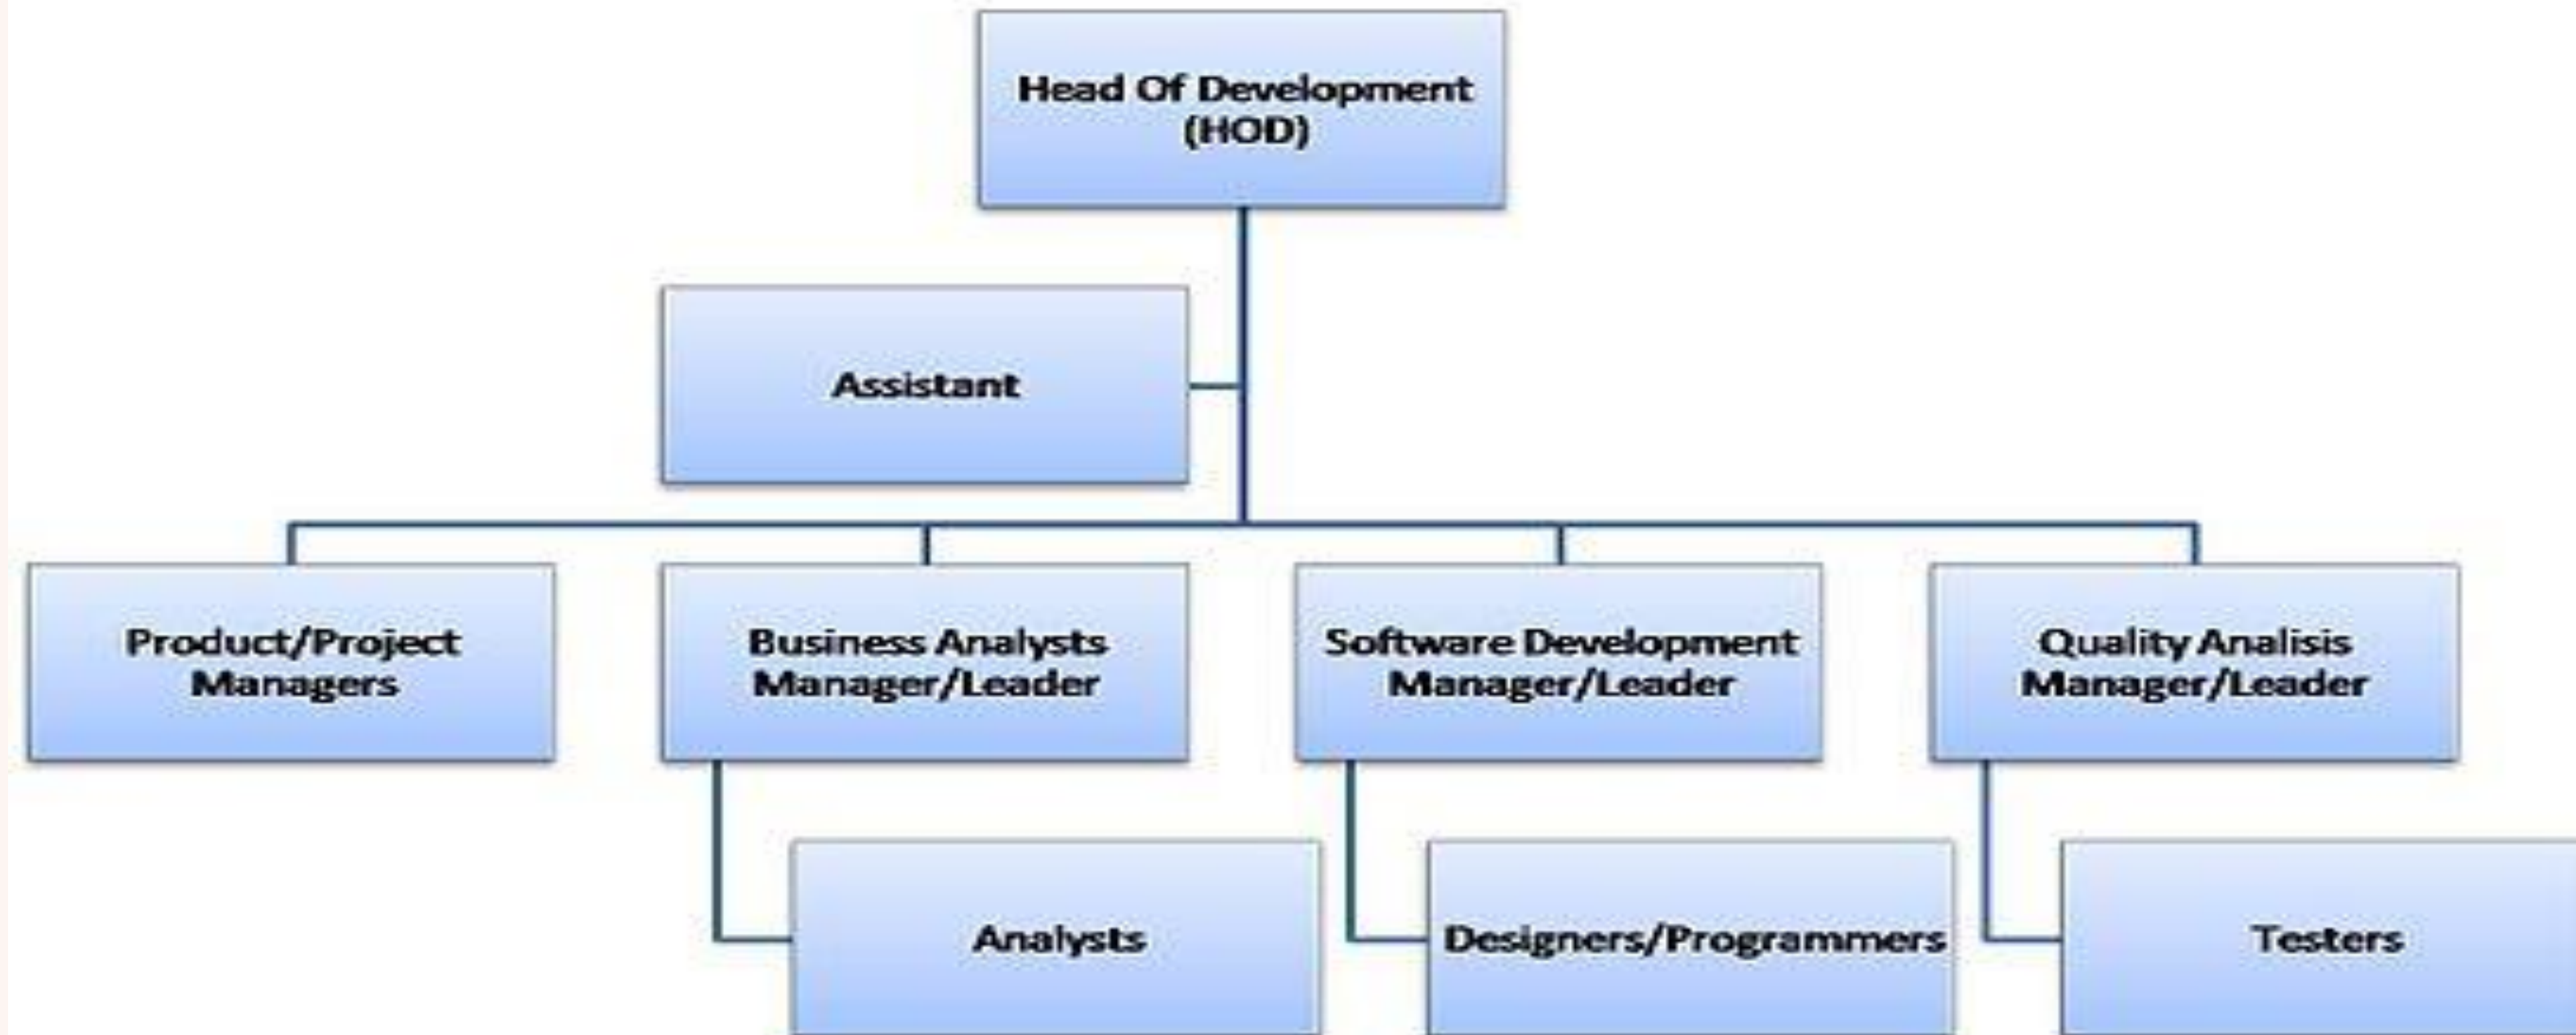 Head Of Development
(HOD)
Assistant
Product/Project
Managers
Business Analysts
Manager/Leader
Software Development
Manager/Leader
Quality Analisis
Manager/Leader
Analysts
Designers/Programmers
Testers